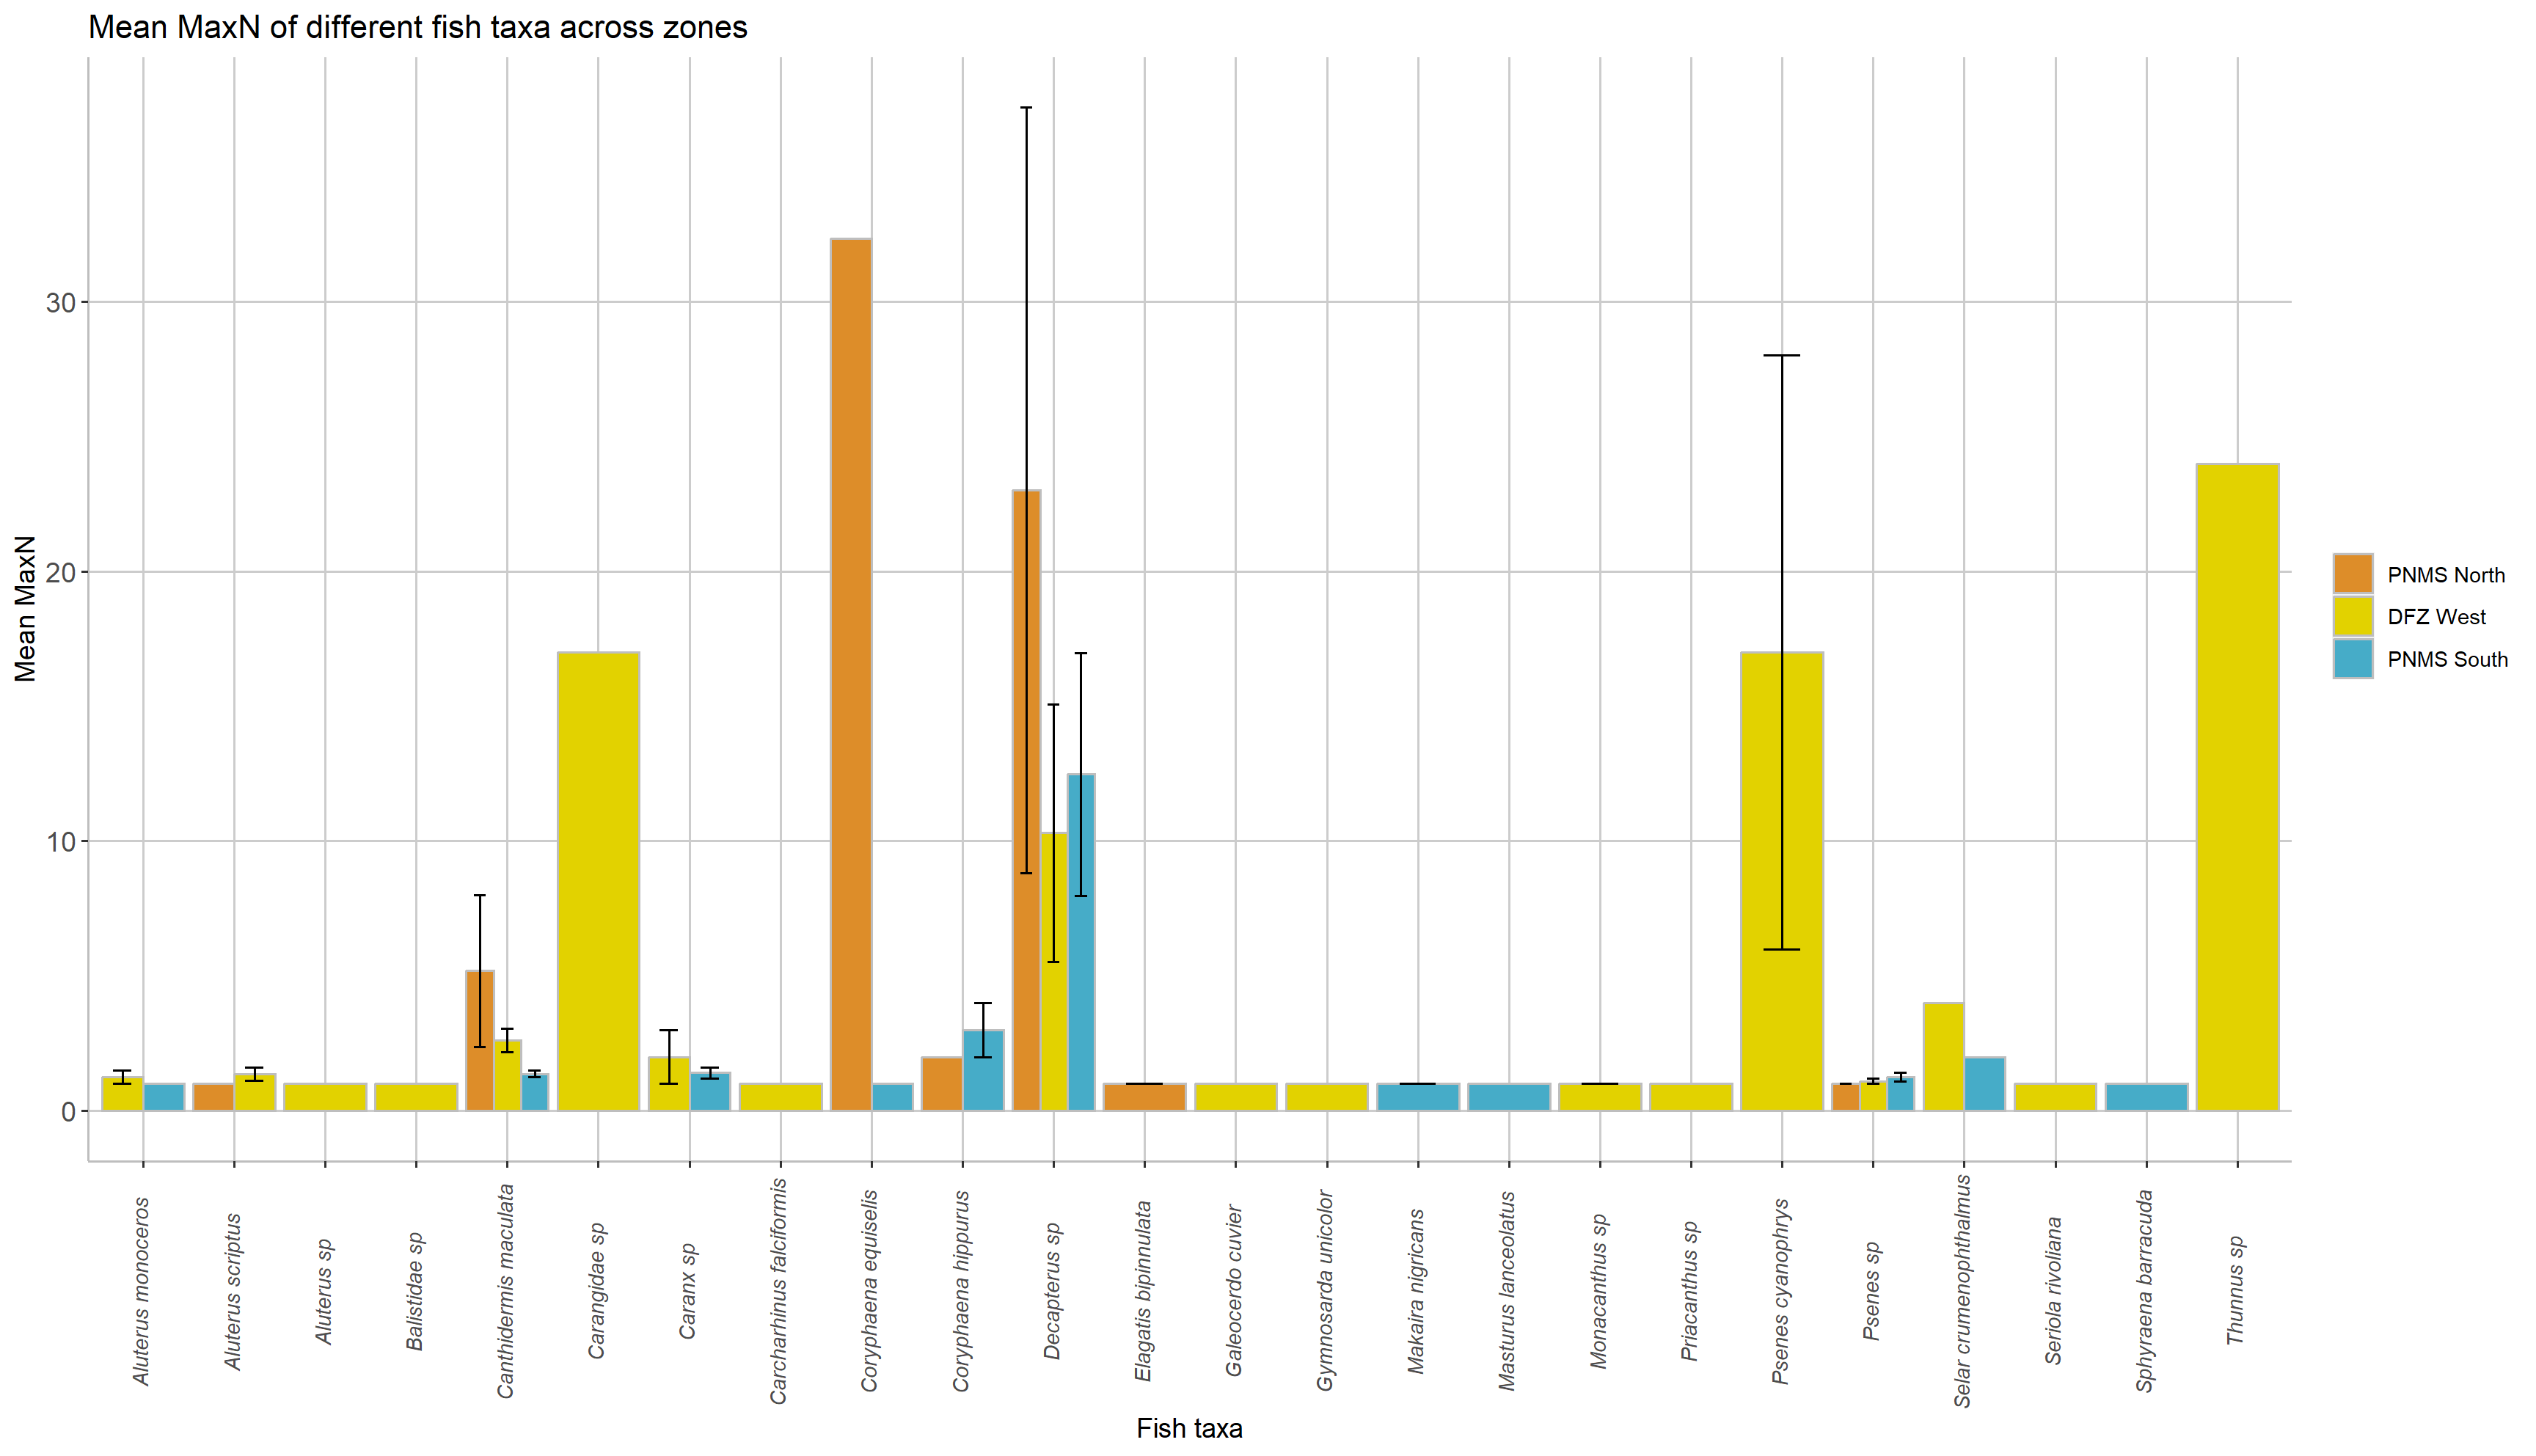 Mean MaxN of different fish taxa across zones
Mean MaxN
30
20
10
0
PNMS North
DFZ West
PNMS South
Aluterus monoceros
Aluterus scriptus
Aluterus sp
Balistidae sp
Canthidermis maculata
Carangidae sp
Caranx sp
Carcharhinus falciformis
Coryphaena equiselis
Coryphaena hippurus
Decapterus sp
Elagatis bipinnulata
Galeocerdo cuvier
Gymnosarda unicolor
Makaira nigricans
Masturus lanceolatus
Monacanthus sp
Priacanthus sp
Psenes cyanophrys
Psenes sp
Selar crumenophthalmus
Seriola rivoliana
Sphyraena barracuda
Thunnus sp
Fish taxa